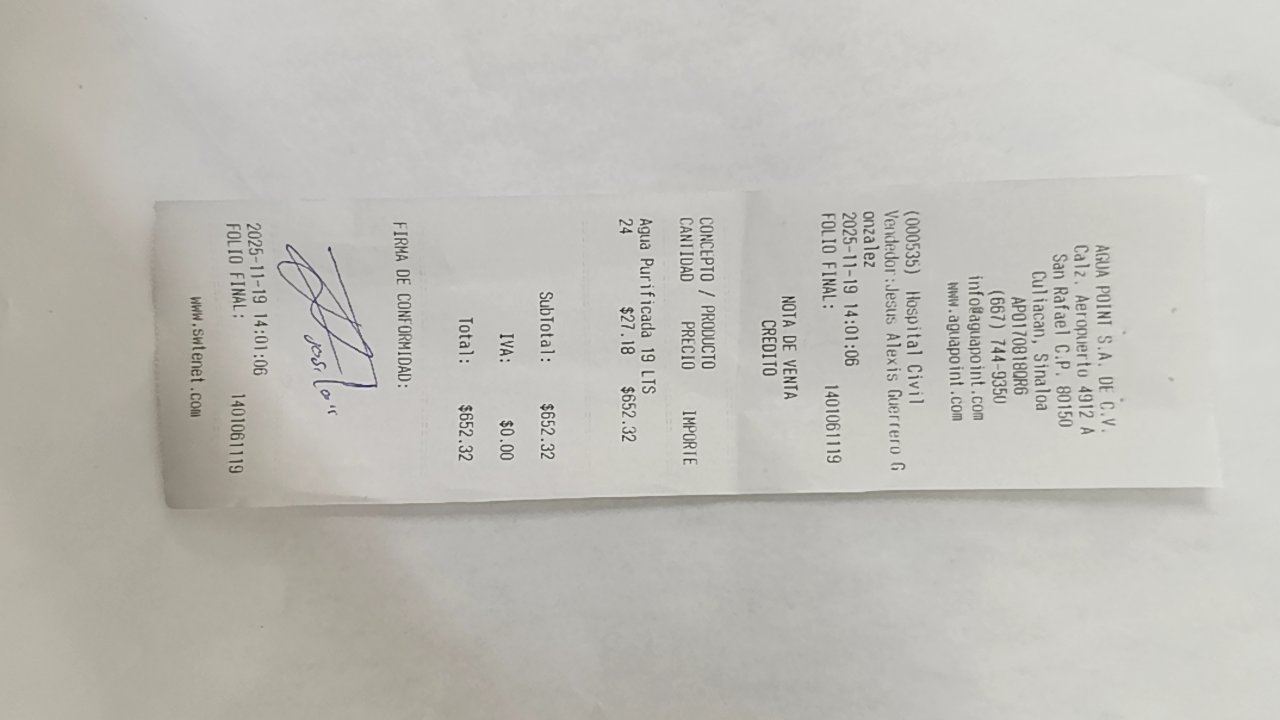 AGUA POINT S.A. DE C.V.
Calz. Aeropuerto 4912 A
San Rafael C.P. 80150
Culiacan, Sinaloa
APO170818QR6
(667) 744-9350
info@aguapoint.com
www.aguapoint.com
(000535) Hospital Civil
Vendedor:Jesus Alexis Guerrero G
onzalez
2025-11-19 14:01:06
FOLIO FINAL: 1401061119
NOTA DE VENTA
CREDITO
CONCEPTO / PRODUCTO
CANTIDAD PRECIO IMPORTE
Agua Purificada 19 LTS
24 $27.18 $652.32
SubTotal: $652.32
IVA: $0.00
Total: $652.32
FIRMA DE CONFORMIDAD:
2025-11-19 14:01:06
FOLIO FINAL: 1401061119
www.swtenet.com